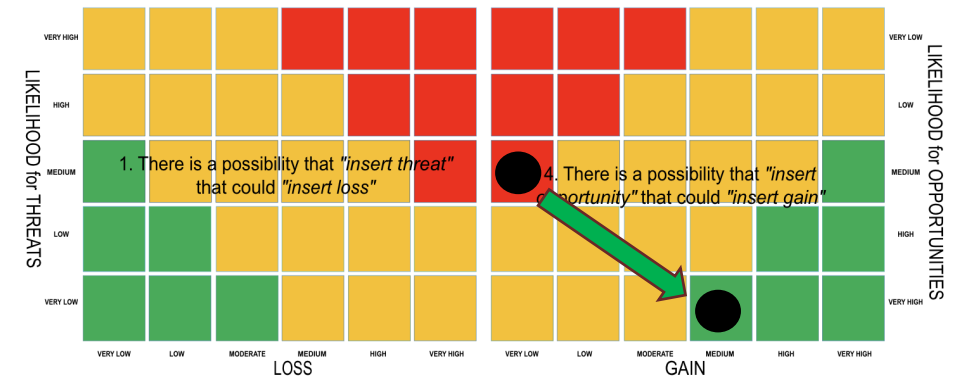 VERY HIGH
HIGH
MEDIUM
LOW
VERY LOW
LIKELIHOOD for THREATS
1. There is a possibility that "insert threat"
that could "insert loss"
4. There is a possibility that "insert
opportunity" that could "insert gain"
VERY LOW
LOW
MEDIUM
HIGH
VERY HIGH
LIKELIHOOD for OPPORTUNITIES
VERY LOW LOW MODERATE MEDIUM HIGH VERY HIGH
LOSS
VERY LOW LOW MODERATE MEDIUM HIGH VERY HIGH
GAIN